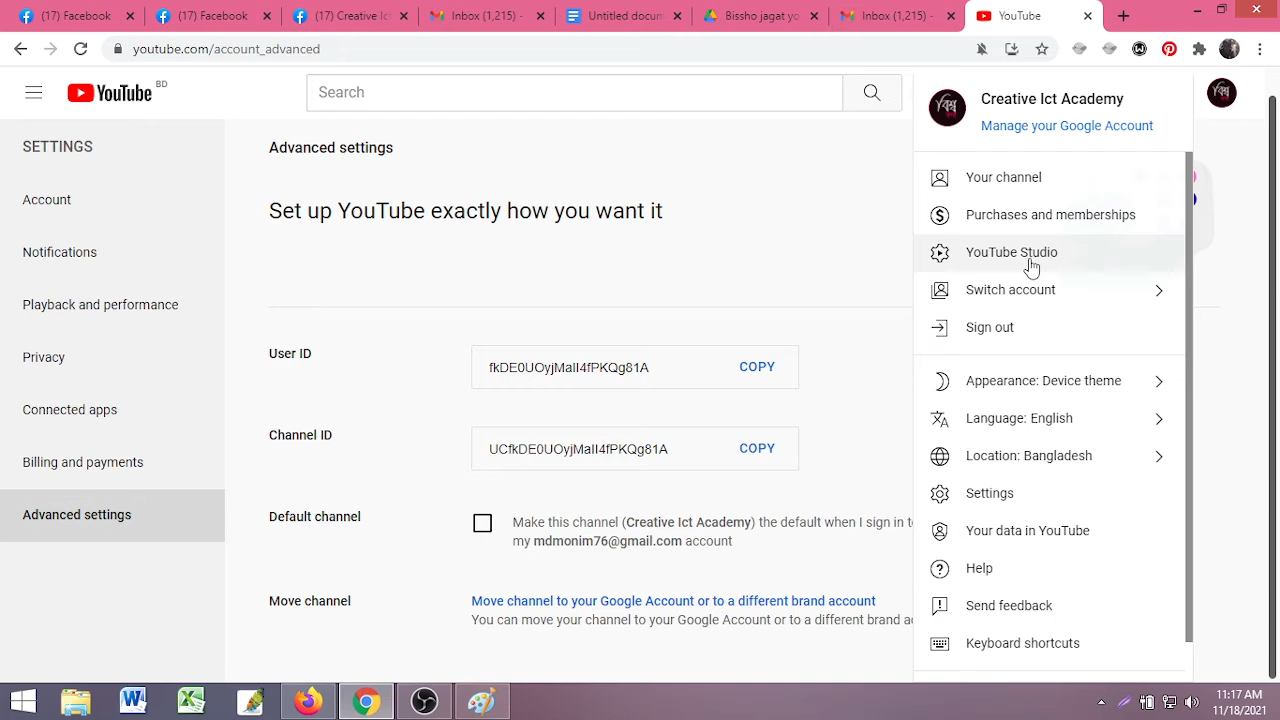 (17) Facebook
(17) Facebook
(17) Creative Ic
Inbox (1,215) -
Untitled docum
Bissho jagat yo
Inbox (1,215) -
YouTube
youtube.com/account_advanced
YouTube BD
Search
SETTINGS
Account
Notifications
Playback and performance
Privacy
Connected apps
Billing and payments
Advanced settings
Advanced settings
Set up YouTube exactly how you want it
User ID
fkDE0UOyjMaII4fPKQg81A
COPY
Channel ID
UCfkDE0UOyjMaII4fPKQg81A
COPY
Default channel
Make this channel (Creative Ict Academy) the default when I sign in to
my mdmonim76@gmail.com account
Move channel
Move channel to your Google Account or to a different brand account
You can move your channel to your Google Account or to a different brand ac
Creative Ict Academy
Manage your Google Account
Your channel
Purchases and memberships
YouTube Studio
Switch account
Sign out
Appearance: Device theme
Language: English
Location: Bangladesh
Settings
Your data in YouTube
Help
Send feedback
Keyboard shortcuts
11:17 AM
11/18/2021